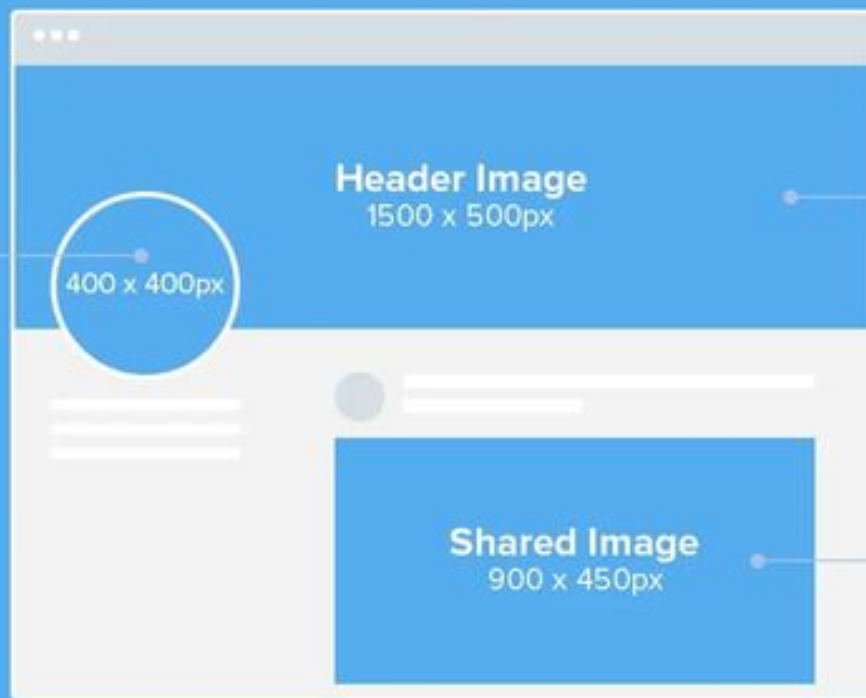 Header Image
1500 x 500px
400 x 400px
Shared Image
900 x 450px